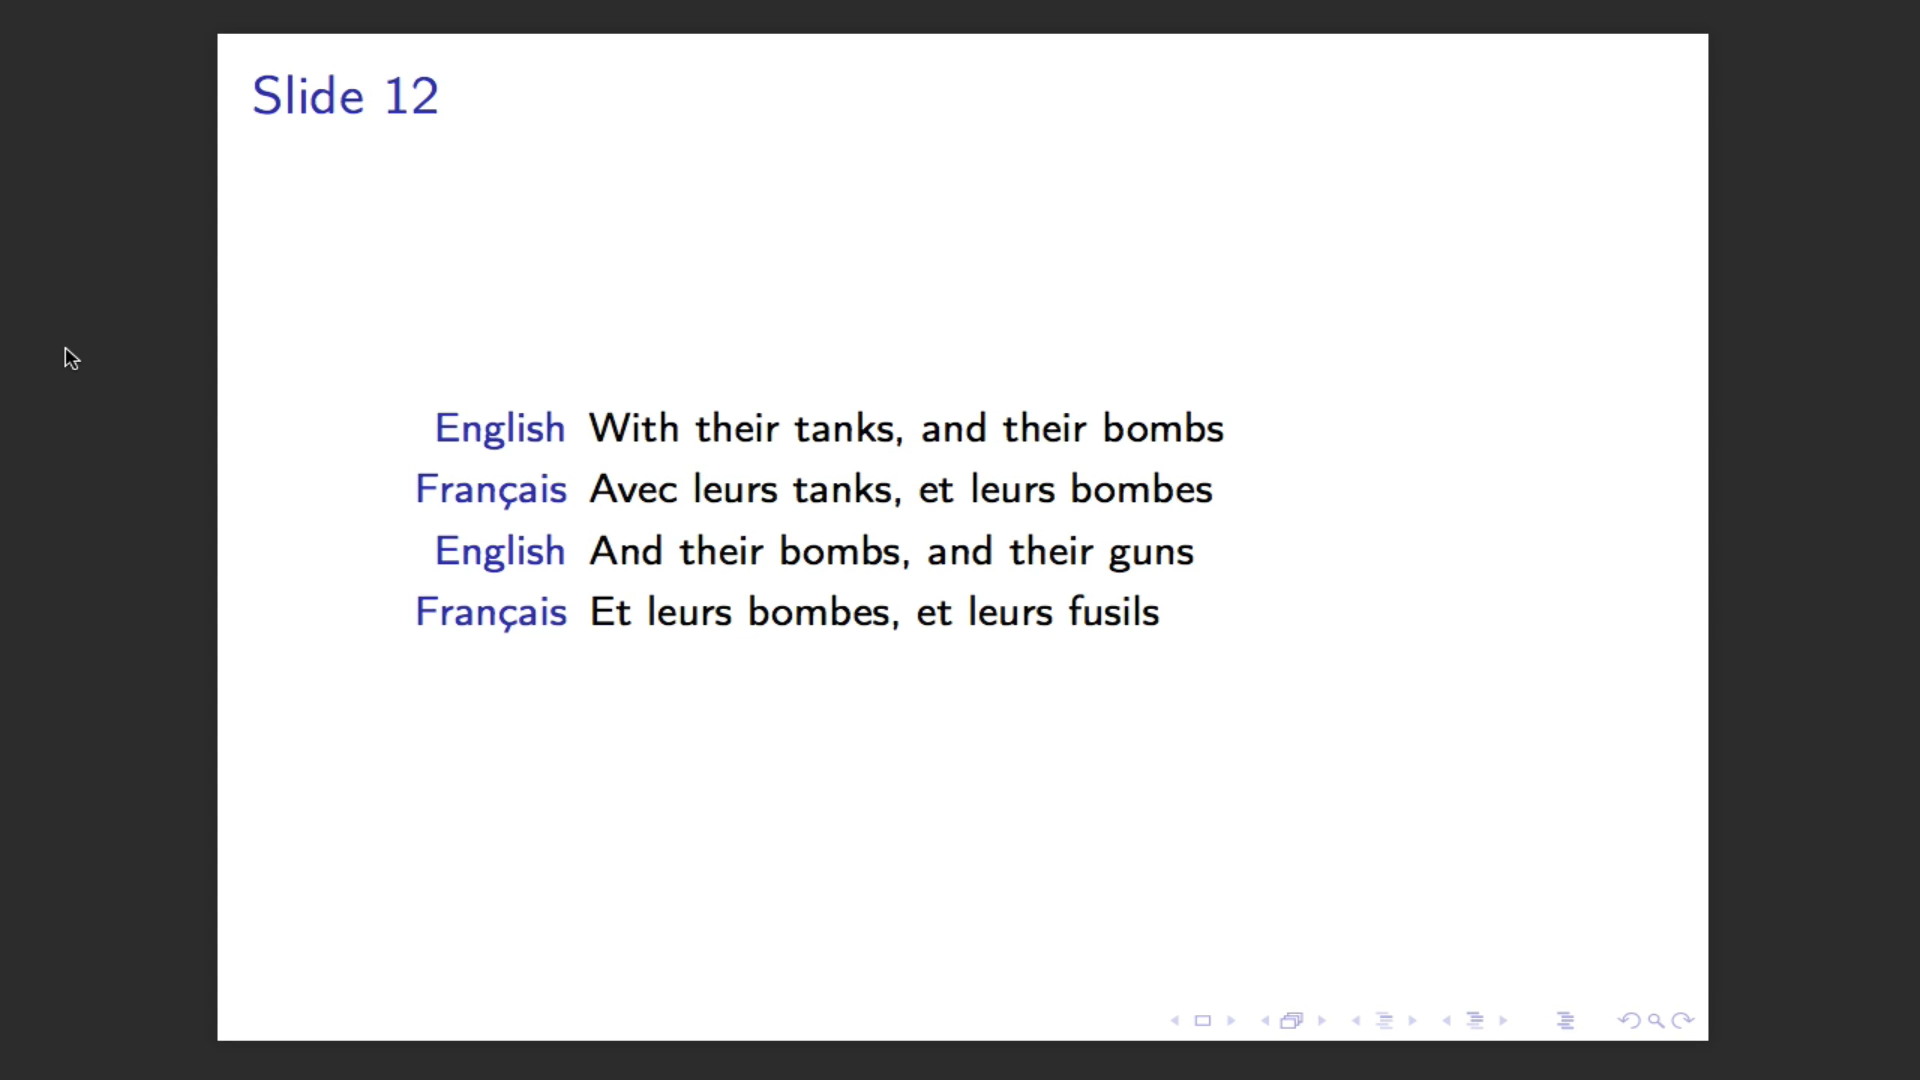 Slide 12
English With their tanks, and their bombs
Français Avec leurs tanks, et leurs bombes
English And their bombs, and their guns
Français Et leurs bombes, et leurs fusils